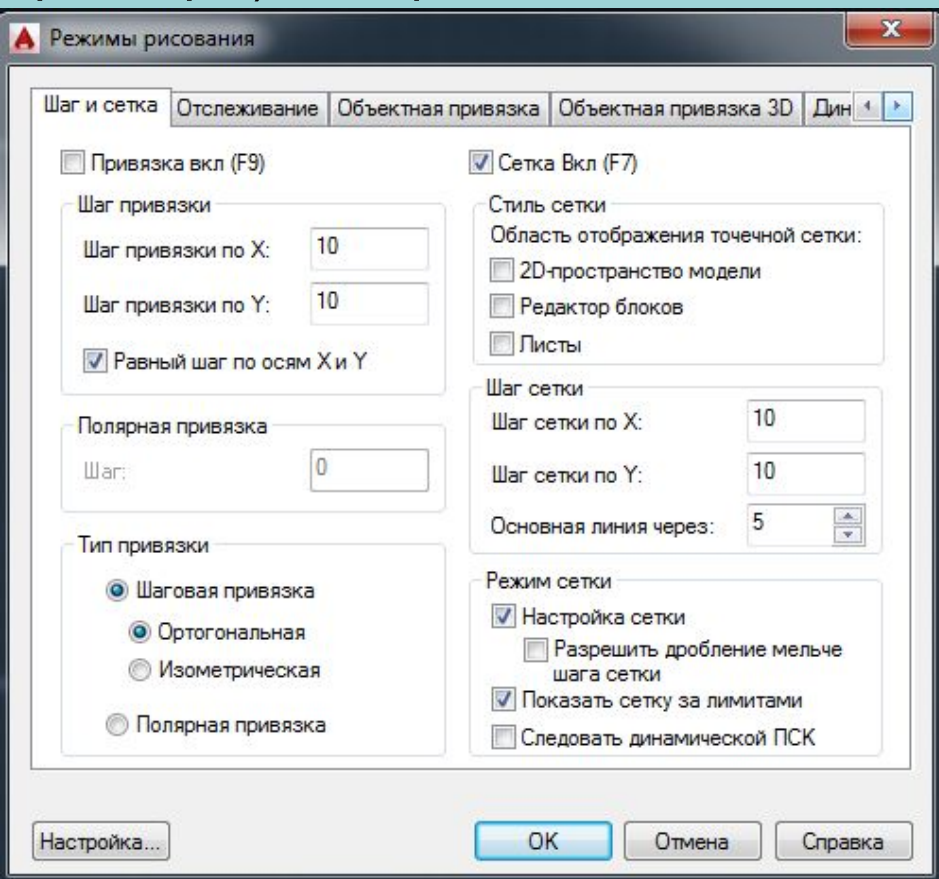 Режимы рисования
Шаг и сетка Отслеживание Объектная привязка Объектная привязка 3D Дин
Привязка вкл (F9)
Шаг привязки
Шаг привязки по X: 10
Шаг привязки по Y: 10
Равный шаг по осям X и Y
Полярная привязка
Шаг: 0
Тип привязки
Шаговая привязка
Ортогональная
Изометрическая
Полярная привязка
Сетка Вкл (F7)
Стиль сетки
Область отображения точечной сетки:
2D-пространство модели
Редактор блоков
Листы
Шаг сетки
Шаг сетки по X: 10
Шаг сетки по Y: 10
Основная линия через: 5
Режим сетки
Настройка сетки
Разрешить дробление мельче
шага сетки
Показать сетку за лимитами
Следовать динамической ПСК
Настройка... OK Отмена Справка